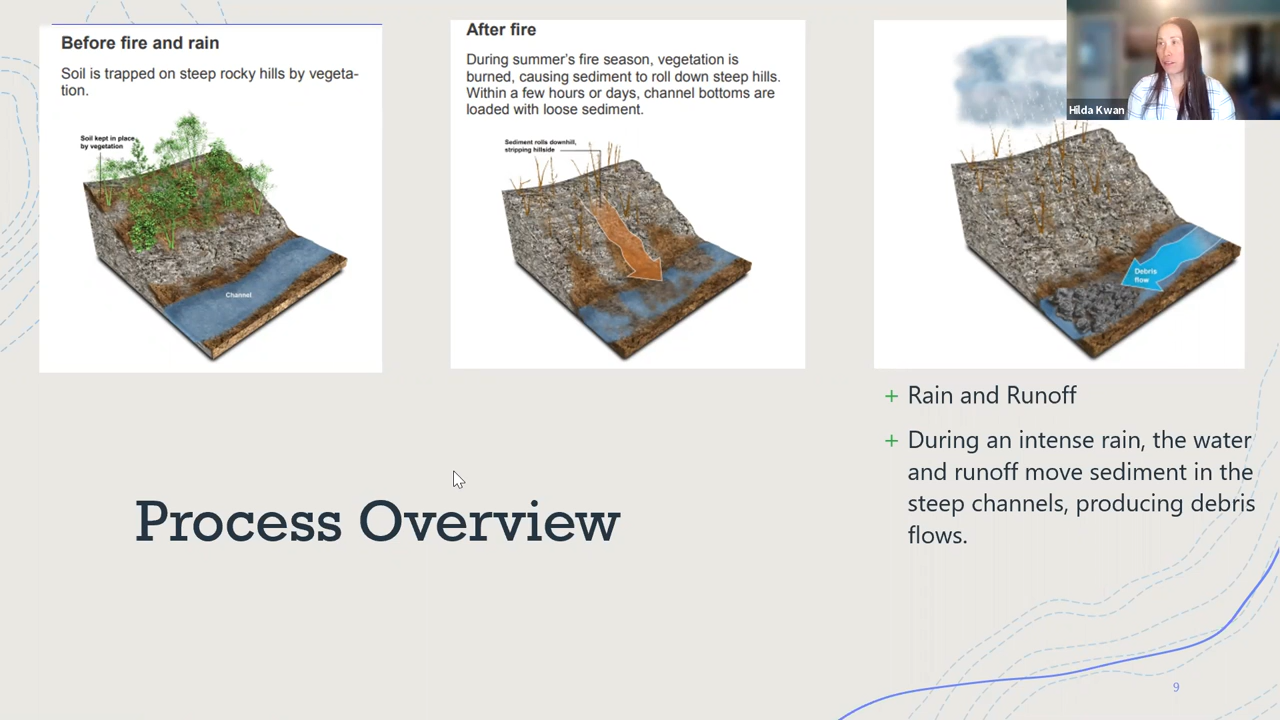 Before fire and rain
Soil is trapped on steep rocky hills by vegeta-
tion.
Soil kept in place
by vegetation
Channel
After fire
During summer's fire season, vegetation is
burned, causing sediment to roll down steep hills.
Within a few hours or days, channel bottoms are
loaded with loose sediment.
Sediment rolls downhill,
stripping hillside
Hilda Kwan
Debris
flow
+ Rain and Runoff
+ During an intense rain, the water
and runoff move sediment in the
steep channels, producing debris
flows.
Process Overview
9